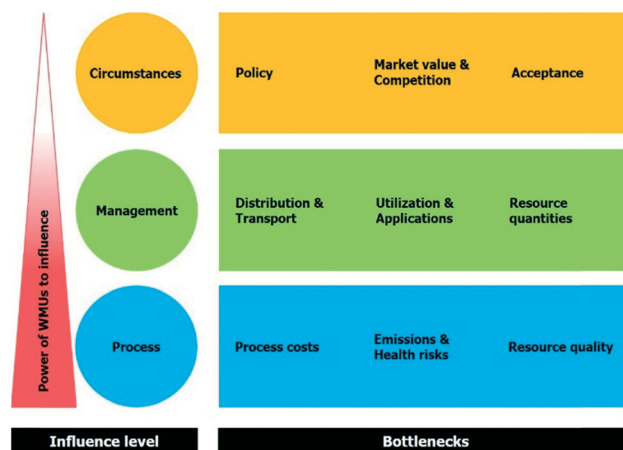 Circumstances
Policy
Market value &
Competition
Acceptance
Management
Distribution &
Transport
Utilization &
Applications
Resource
quantities
Process
Process costs
Emissions &
Health risks
Resource quality
Power of WMUs to influence
Influence level
Bottlenecks